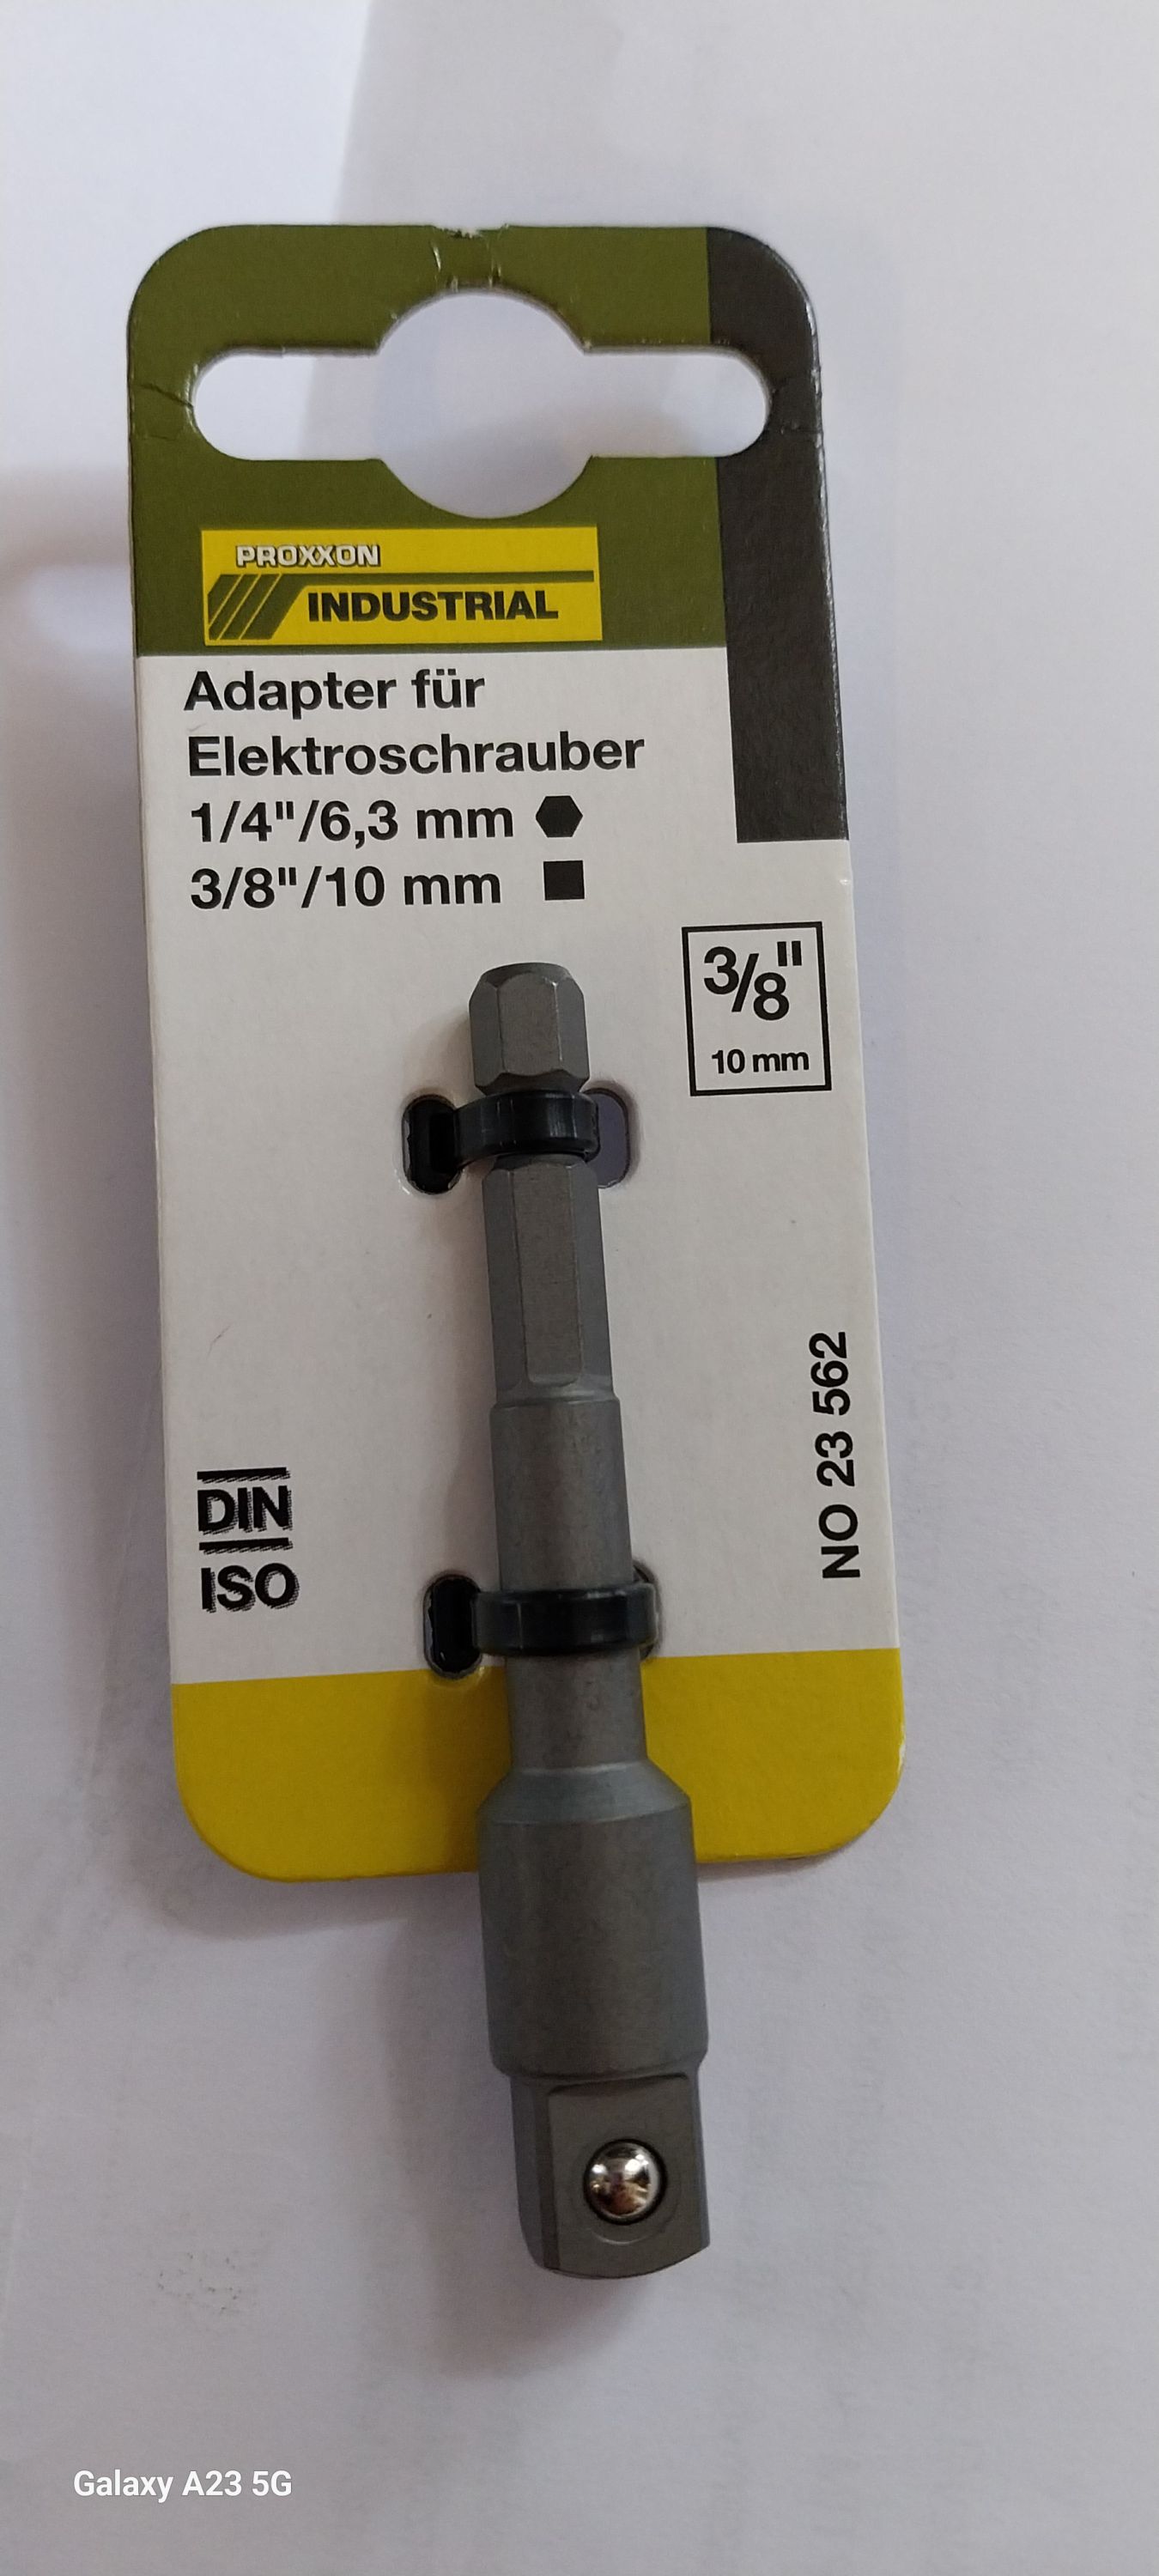 PROXXON
INDUSTRIAL
Adapter für
Elektroschrauber
1/4"/6,3 mm
3/8"/10 mm
3/8"
10 mm
NO 23 562
DIN
ISO
Galaxy A23 5G